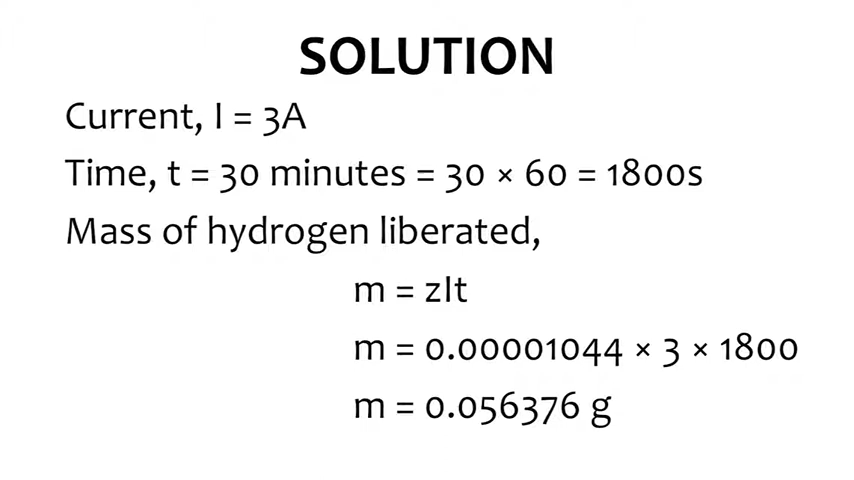 SOLUTION
Current, I = 3A
Time, t = 30 minutes = 30 × 60 = 1800s
Mass of hydrogen liberated,
m = zIt
m = 0.00001044 × 3 × 1800
m = 0.056376 g